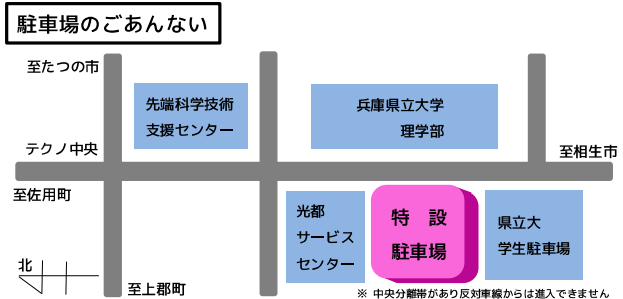 駐車場のごあんない
至たつの市
先端科学技術
支援センター
兵庫県立大学
理学部
テクノ中央
至相生市
至佐用町
光都
サービス
センター
特　設
駐車場
県立大
学生駐車場
北
至上郡町
※ 中央分離帯があり反対車線からは進入できません